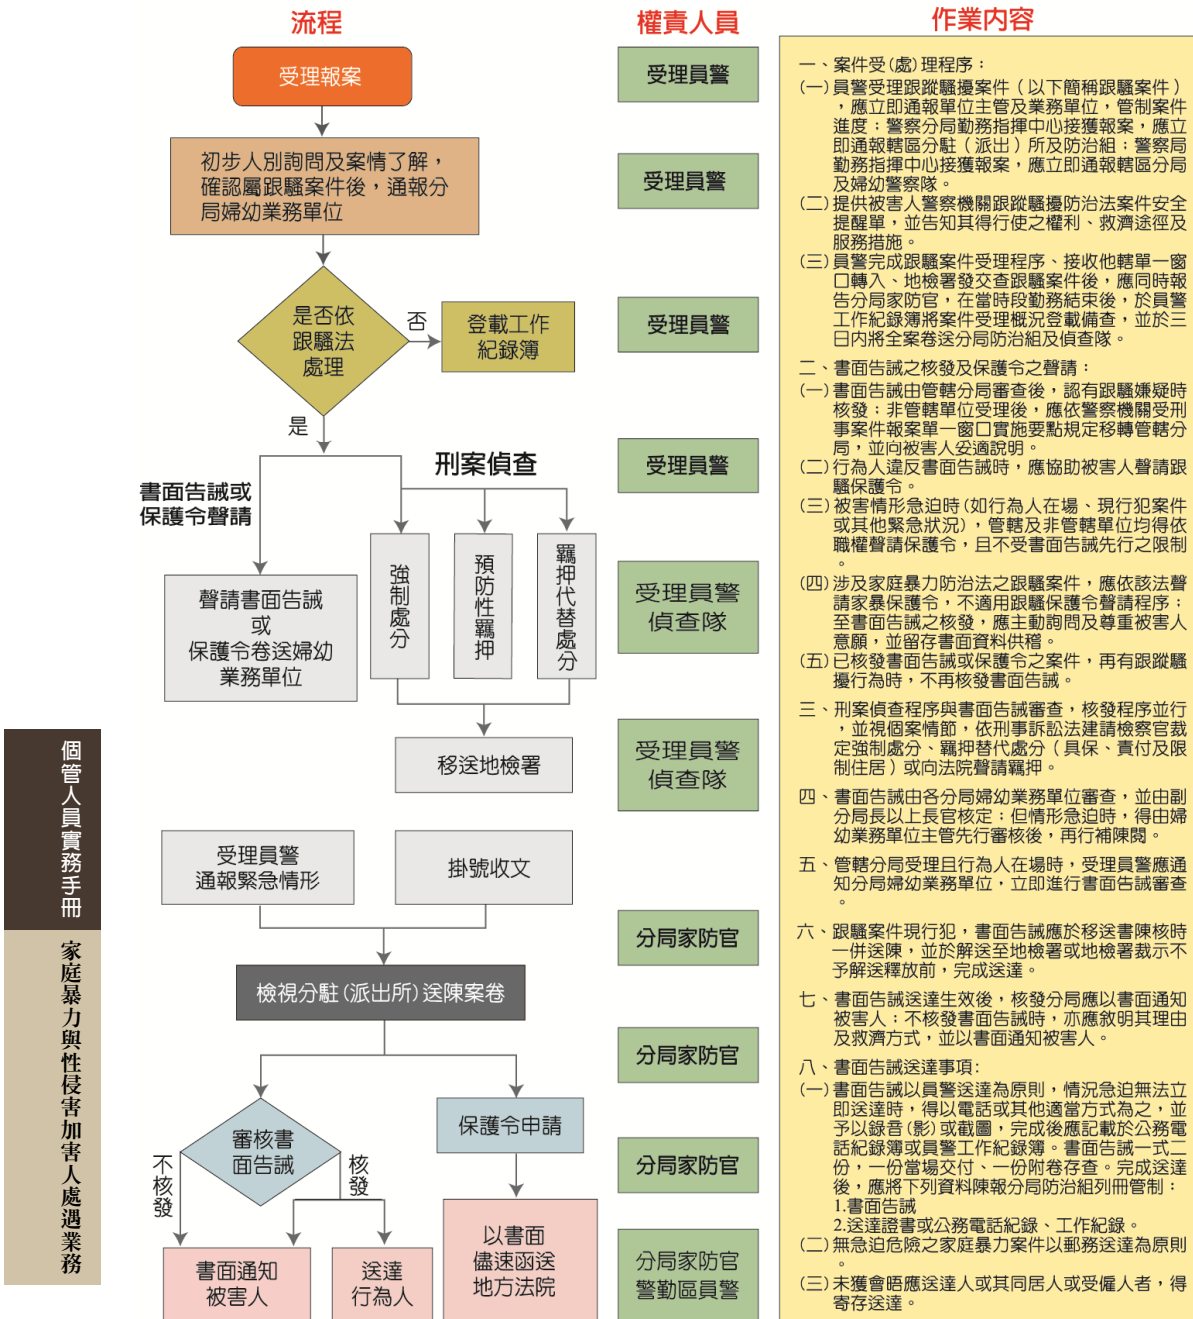 流程
權責人員
作業內容
受理報案
受理員警
初步人別詢問及案情了解，
確認屬跟騷案件後，通報分
局婦幼業務單位
受理員警
是否依
跟騷法
處理
否
登載工作
紀錄簿
受理員警
是
刑案偵查
受理員警
書面告誡或
保護令聲請
聲請書面告誡
或
保護令卷送婦幼
業務單位
強制處分
預防性羈押
羈押代替處分
受理員警
偵查隊
移送地檢署
受理員警
偵查隊
受理員警
通報緊急情形
掛號收文
分局家防官
檢視分駐(派出所)送陳案卷
分局家防官
審核書
面告誡
保護令申請
分局家防官
不核發
核發
書面通知
被害人
送達
行為人
以書面
儘速函送
地方法院
分局家防官
警勤區員警
一、案件受(處)理程序：
(一)員警受理跟蹤騷擾案件（以下簡稱跟騷案件）
，應立即通報單位主管及業務單位，管制案件
進度；警察分局勤務指揮中心接獲報案，應立
即通報轄區分駐（派出）所及防治組；警察局
勤務指揮中心接獲報案，應立即通報轄區分局
及婦幼警察隊。
(二)提供被害人警察機關跟蹤騷擾防治法案件安全
提醒單，並告知其得行使之權利、救濟途徑及
服務措施。
(三)員警完成跟騷案件受理程序、接收他轄單一窗
口轉入、地檢署發交查跟騷案件後，應同時報
告分局家防官，在當時段勤務結束後，於員警
工作紀錄簿將案件受理概況登載備查，並於三
日內將全案卷送分局防治組及偵查隊。
二、書面告誡之核發及保護令之聲請：
(一)書面告誡由管轄分局審查後，認有跟騷嫌疑時
核發；非管轄單位受理後，應依警察機關受刑
事案件報案單一窗口實施要點規定移轉管轄分
局，並向被害人妥適說明。
(二)行為人違反書面告誡時，應協助被害人聲請跟
騷保護令。
(三)被害情形急迫時(如行為人在場、現行犯案件
或其他緊急狀況)，管轄及非管轄單位均得依
職權聲請保護令，且不受書面告誡先行之限制
。
(四)涉及家庭暴力防治法之跟騷案件，應依該法聲
請家暴保護令，不適用跟騷保護令聲請程序；
至書面告誡之核發，應主動詢問及尊重被害人
意願，並留存書面資料供稽。
(五)已核發書面告誡或保護令之案件，再有跟蹤騷
擾行為時，不再核發書面告誡。
三、刑案偵查程序與書面告誡審查，核發程序並行
，並視個案情節，依刑事訴訟法建請檢察官裁
定強制處分、羈押替代處分（具保、責付及限
制住居）或向法院聲請羈押。
四、書面告誡由各分局婦幼業務單位審查，並由副
分局長以上長官核定；但情形急迫時，得由婦
幼業務單位主管先行審核後，再行補陳閱。
五、管轄分局受理且行為人在場時，受理員警應通
知分局婦幼業務單位，立即進行書面告誡審查
。
六、跟騷案件現行犯，書面告誡應於移送書陳核時
一併送陳，並於解送至地檢署或地檢署裁示不
予解送釋放前，完成送達。
七、書面告誡送達生效後，核發分局應以書面通知
被害人；不核發書面告誡時，亦應敘明其理由
及救濟方式，並以書面通知被害人。
八、書面告誡送達事項:
(一)書面告誡以員警送達為原則，情況急迫無法立
即送達時，得以電話或其他適當方式為之，並
予以錄音(影)或截圖，完成後應記載於公務電
話紀錄簿或員警工作紀錄簿。書面告誡一式二
份，一份當場交付、一份附卷存查。完成送達
後，應將下列資料陳報分局防治組列冊管制：
1.書面告誡
2.送達證書或公務電話紀錄、工作紀錄。
(二)無急迫危險之家庭暴力案件以郵務送達為原則
。
(三)未獲會晤應送達人或其同居人或受僱人者，得
寄存送達。
個管人員實務手冊
家庭暴力與性侵害加害人處遇業務